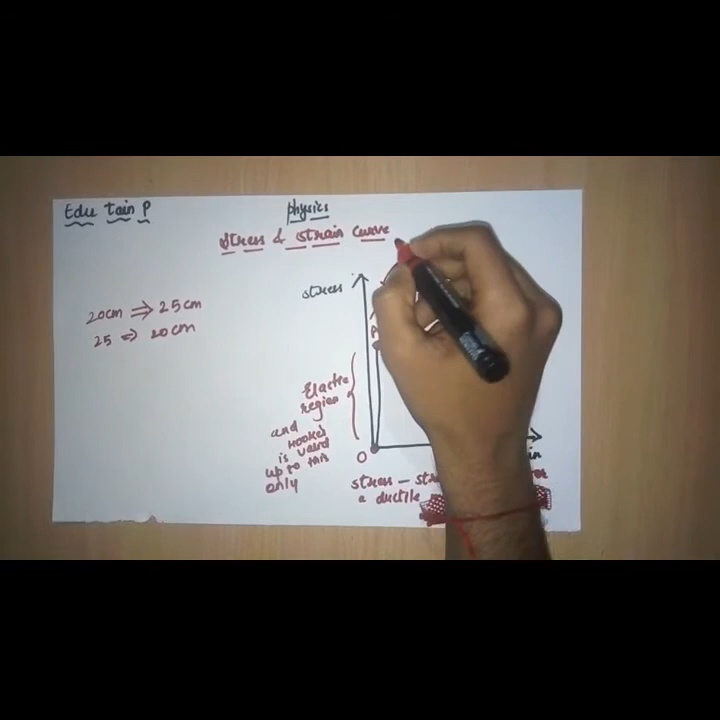 Edu Tain P
Physics
Stress & Strain Curve
stress
20cm ⇒ 25cm
25 ⇒ 20cm
A
Elastic
region
and
Hooke's
is valid
up to this
only
O
stress - 
a ductile